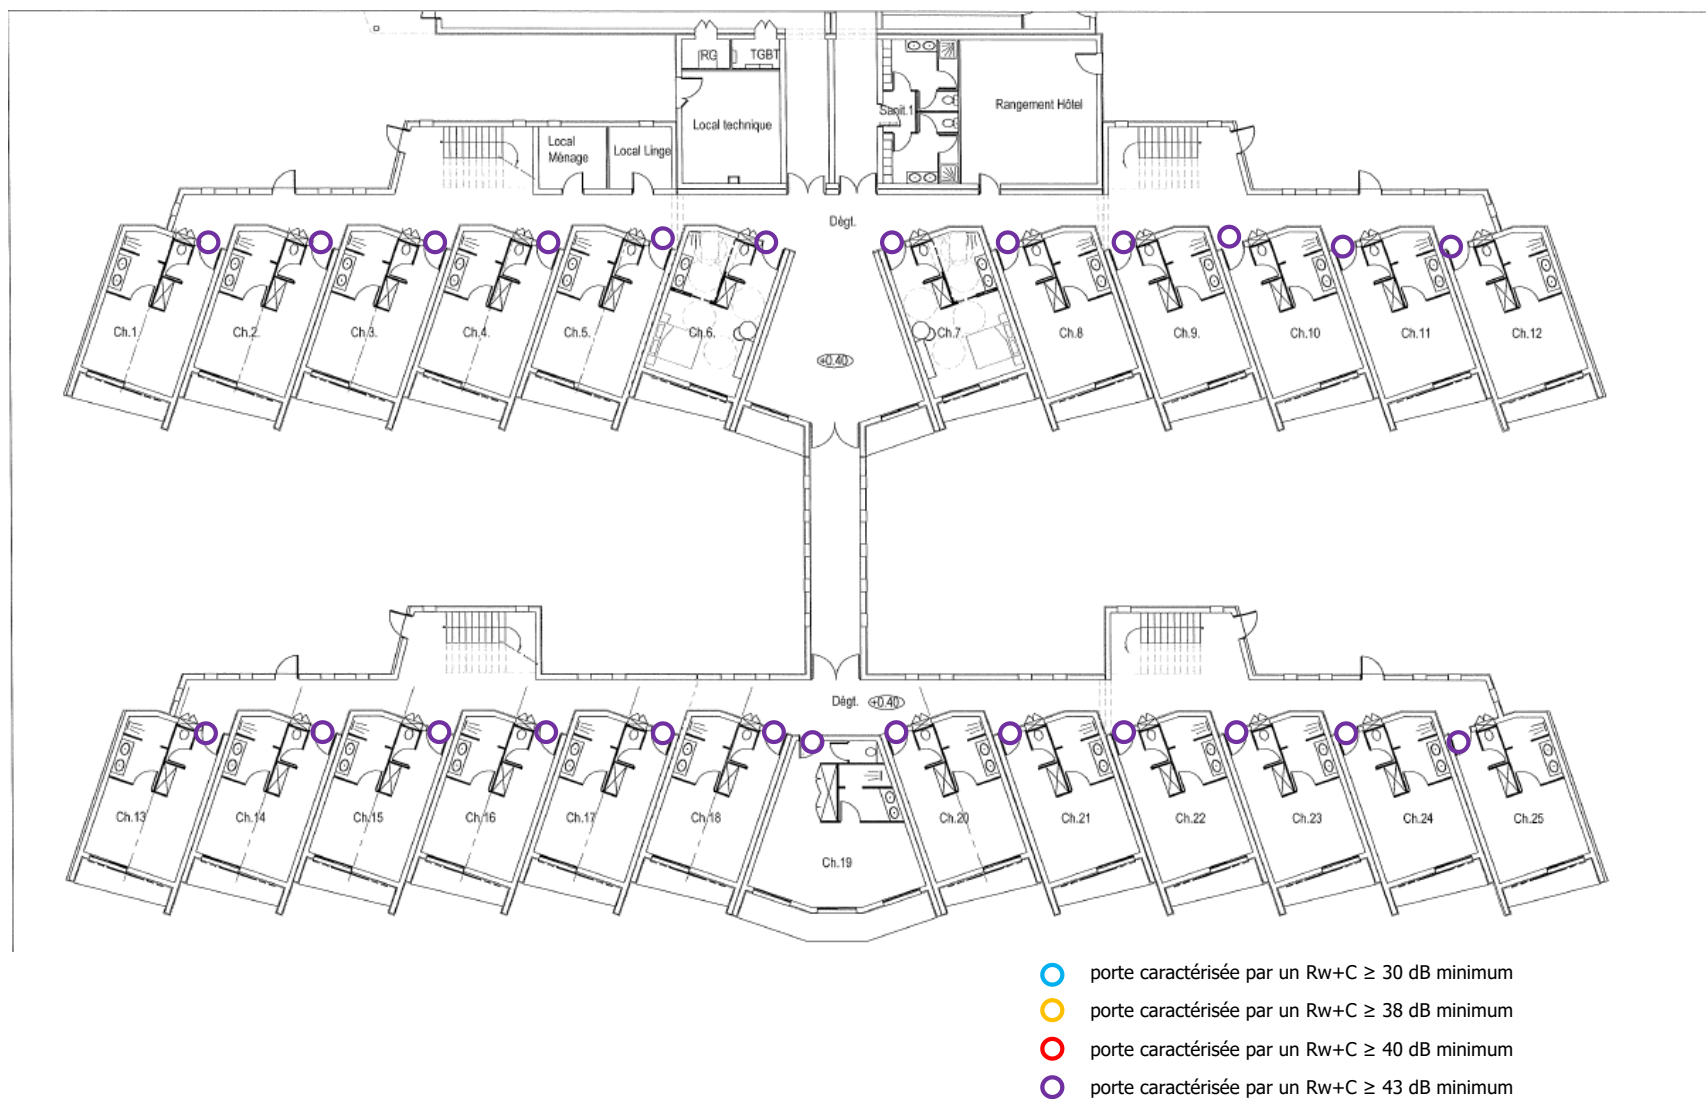 RG
TGBT
Local technique
Sanit.1
Rangement Hôtel
Local
Ménage
Local Linge
Dègt.
Ch.1.
Ch.2.
Ch.3.
Ch.4.
Ch.5.
Ch.6.
Ch.7.
Ch.8
Ch.9.
Ch.10
Ch.11
Ch.12
+0.40
Dégt.
+0.40
Ch.13
Ch.14
Ch.15
Ch.16
Ch.17
Ch.18
Ch.19
Ch.20
Ch.21
Ch.22
Ch.23
Ch.24
Ch.25
porte caractérisée par un Rw+C ≥ 30 dB minimum
porte caractérisée par un Rw+C ≥ 38 dB minimum
porte caractérisée par un Rw+C ≥ 40 dB minimum
porte caractérisée par un Rw+C ≥ 43 dB minimum